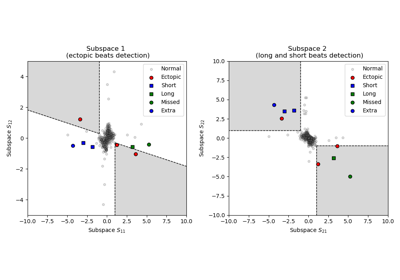 Subspace 1
(ectopic beats detection)
Subspace 2
(long and short beats detection)
4
2
0
−2
−4
Subspace S12
Normal
Ectopic
Short
Long
Missed
Extra
−10.0 −7.5 −5.0 −2.5 0.0 2.5 5.0 7.5 10.0
Subspace S11
10.0
7.5
5.0
2.5
0.0
−2.5
−5.0
−7.5
−10.0
Subspace S22
Normal
Ectopic
Short
Long
Missed
Extra
−10.0 −7.5 −5.0 −2.5 0.0 2.5 5.0 7.5 10.0
Subspace S21